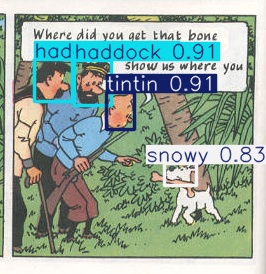 Where did you get that bone
had haddock 0.91
show us where you
tintin 0.91
snowy 0.83